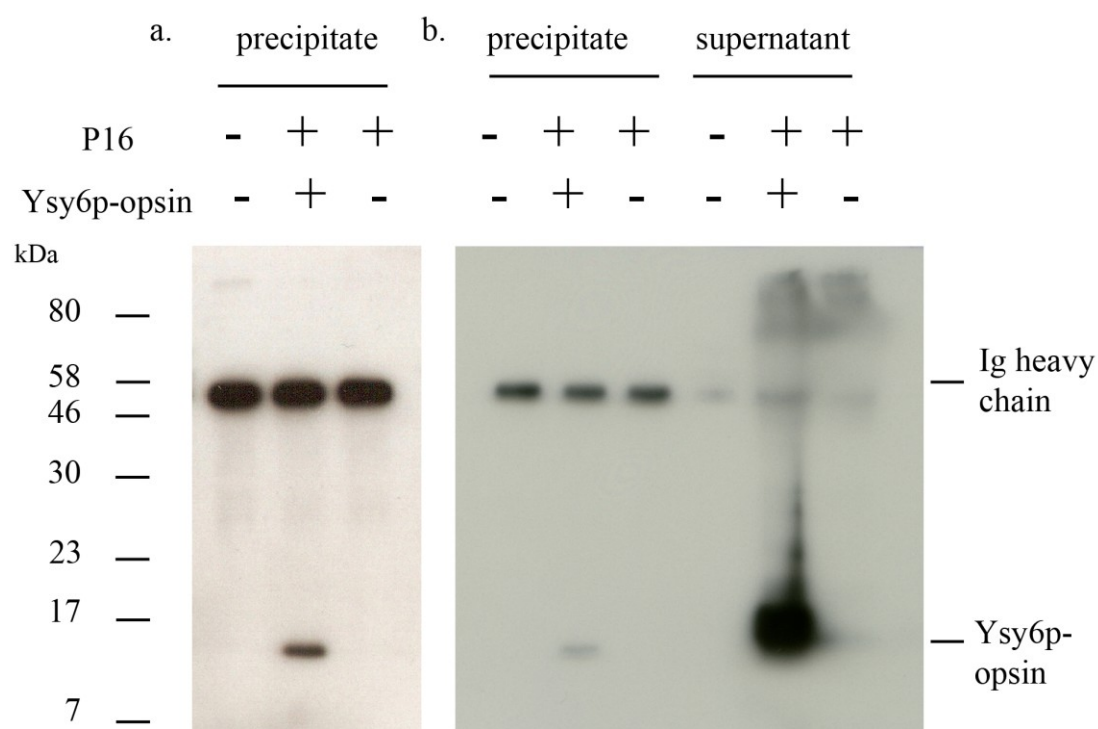 a. precipitate b. precipitate supernatant
P16 - + + - + + - + +
Ysy6p-opsin - + - - + - - + -
kDa
80
58
46
30
23
17
7
Ig heavy
chain
Ysy6p-
opsin